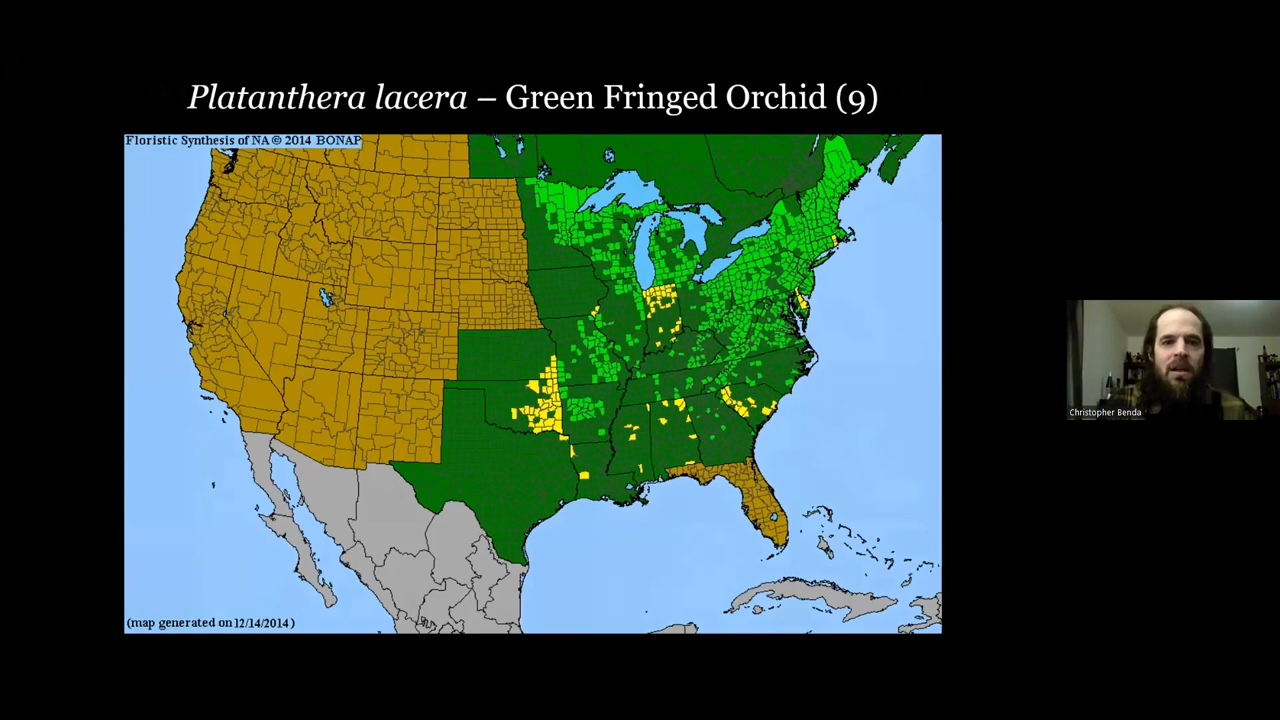 Platanthera lacera – Green Fringed Orchid (9)
Floristic Synthesis of NA © 2014 BONAP
(map generated on 12/14/2014)
Christopher Benda